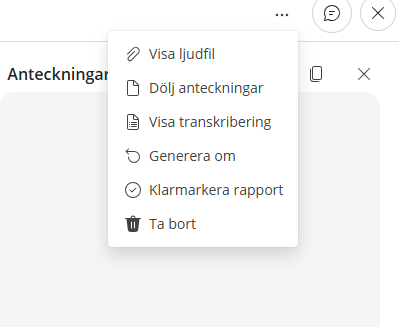 Visa ljudfil
Anteckningar
Dölj anteckningar
Visa transkribering
Generera om
Klarmarkera rapport
Ta bort